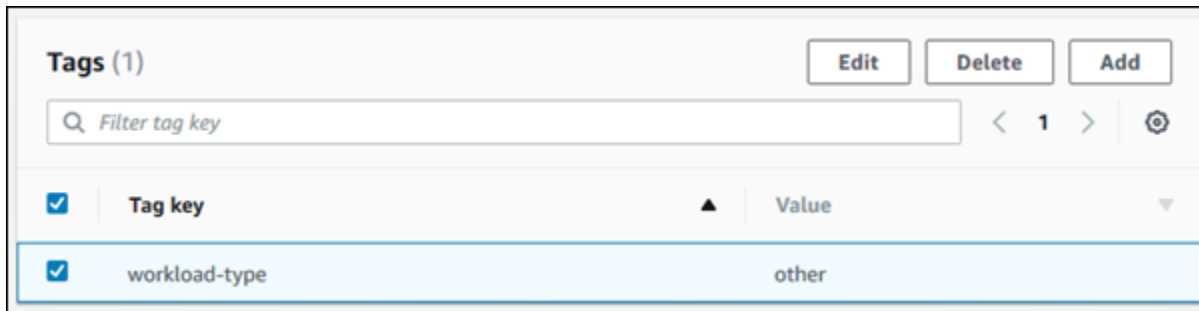 Tags (1) Edit Delete Add
Filter tag key 1
Tag key Value
workload-type other